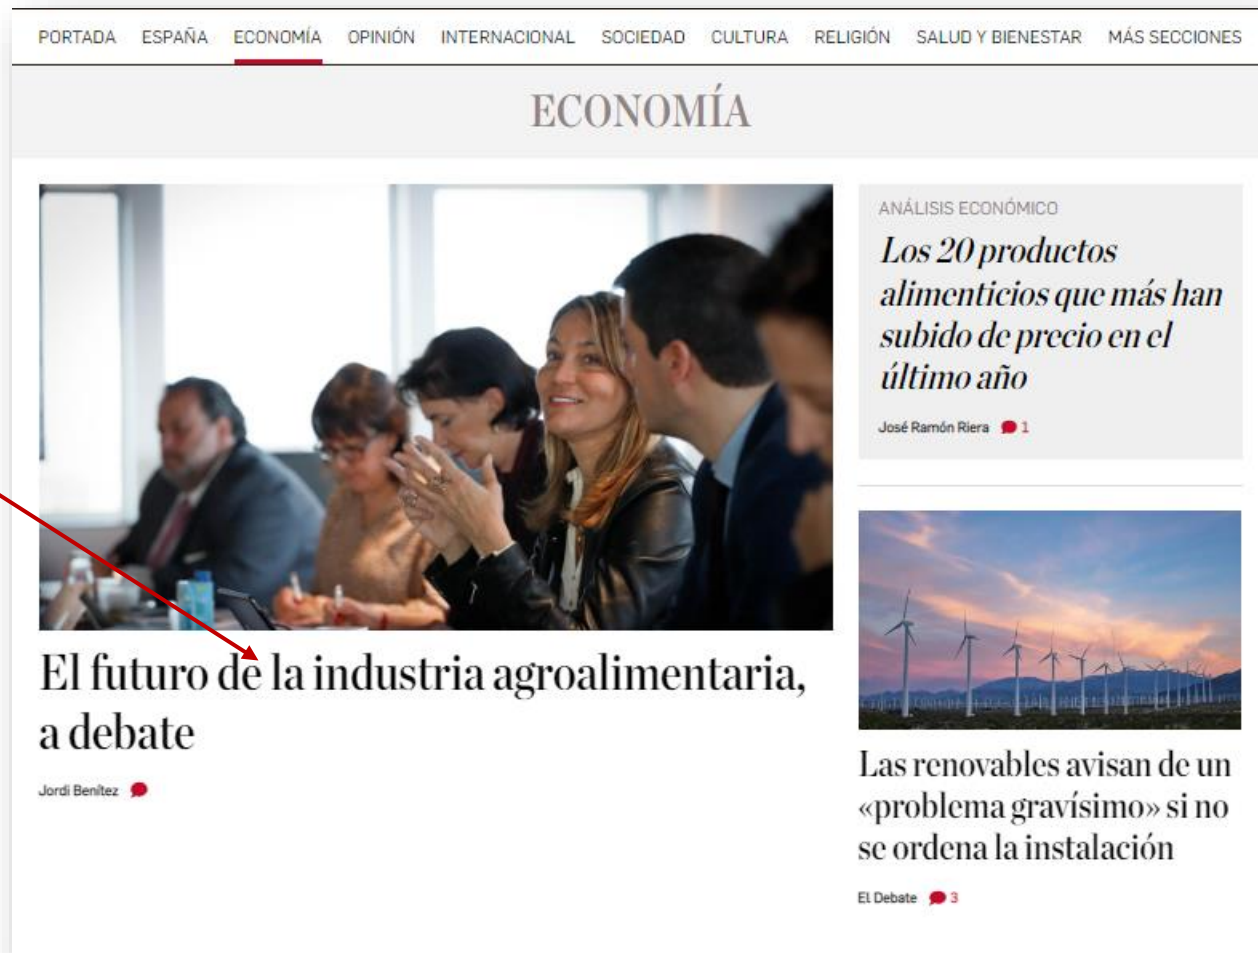 PORTADA ESPAÑA ECONOMÍA OPINIÓN INTERNACIONAL SOCIEDAD CULTURA RELIGIÓN SALUD Y BIENESTAR MÁS SECCIONES
ECONOMÍA
El futuro de la industria agroalimentaria,
a debate
Jordi Benítez
ANÁLISIS ECONÓMICO
Los 20 productos
alimenticios que más han
subido de precio en el
último año
José Ramón Riera 1
Las renovables avisan de un
«problema gravísimo» si no
se ordena la instalación
El Debate 3